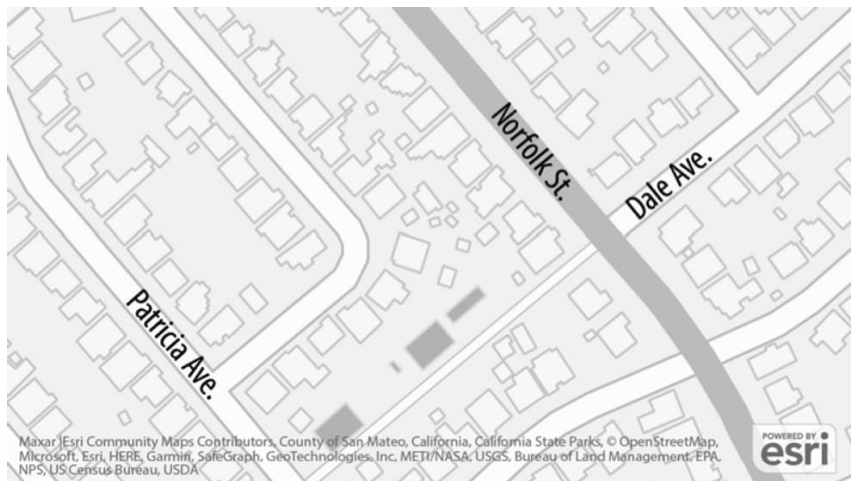 Norfolk St.
Dale Ave.
Patricia Ave.
Maxar |Esri Community Maps Contributors, County of San Mateo, California, California State Parks, © OpenStreetMap,
Microsoft, Esri, HERE, Garmin, SafeGraph, GeoTechnologies, Inc, METI/NASA, USGS, Bureau of Land Management, EPA,
NPS, US Census Bureau, USDA
POWERED BY
esri